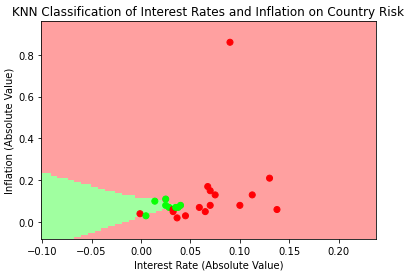 KNN Classification of Interest Rates and Inflation on Country Risk
Inflation (Absolute Value)
0.8
0.6
0.4
0.2
0.0
−0.10 −0.05 0.00 0.05 0.10 0.15 0.20
Interest Rate (Absolute Value)